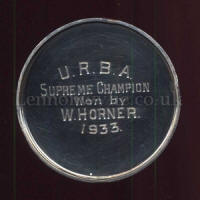 U.R.B.A.
SUPREME CHAMPION
Won by
W. HORNER.
1933.